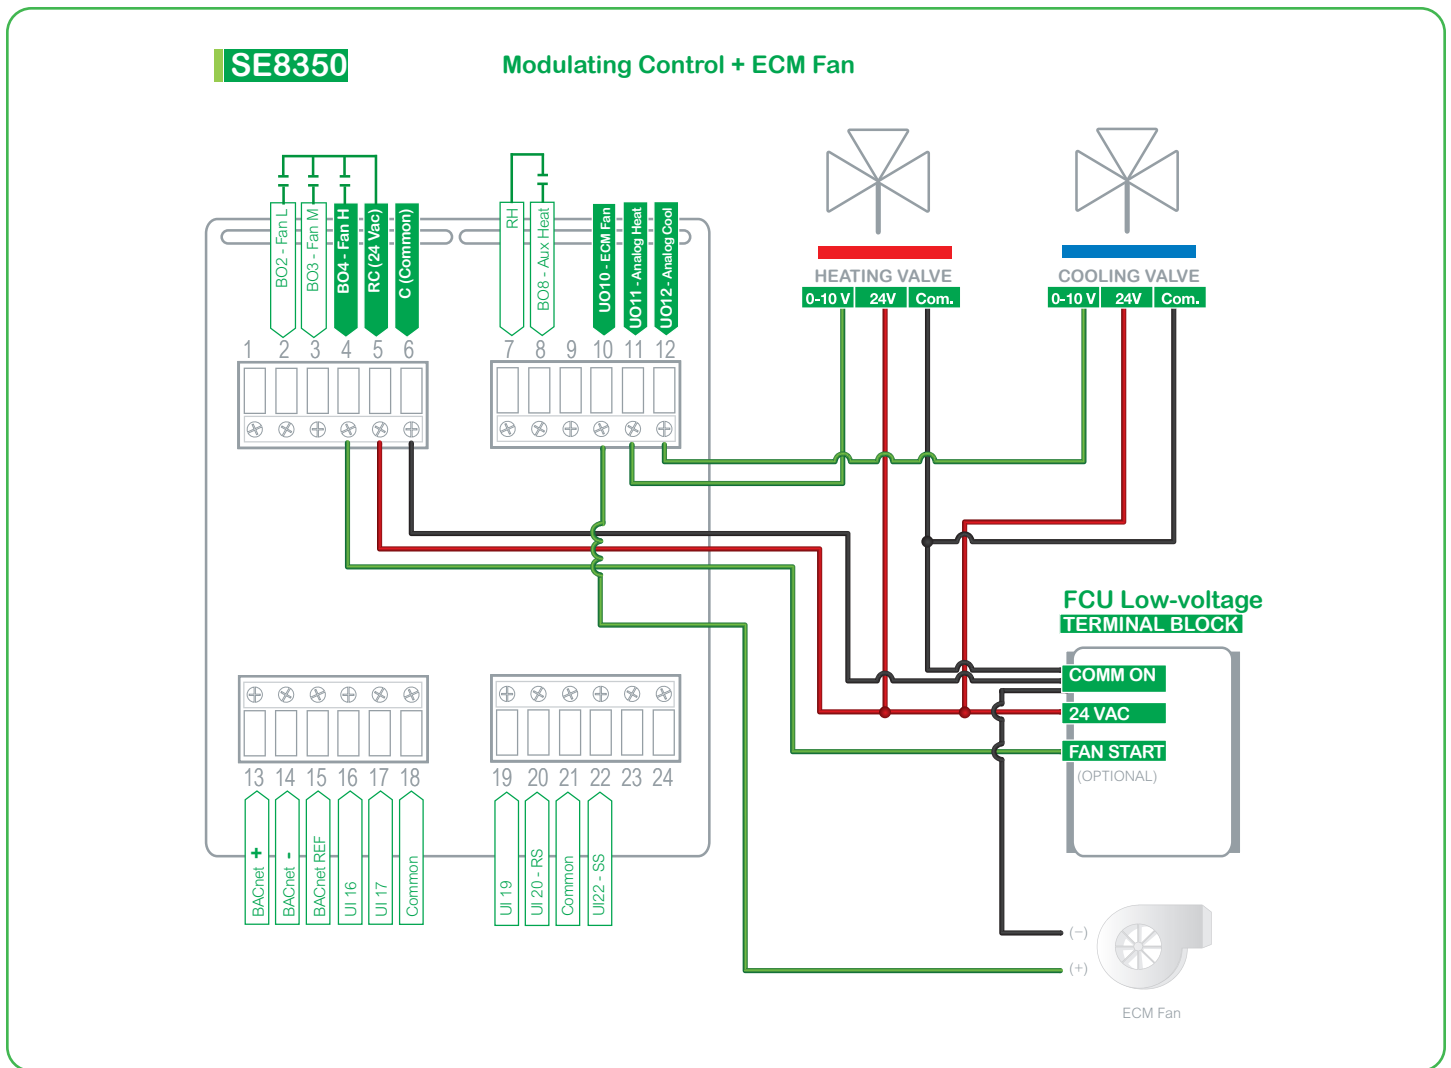 SE8350
Modulating Control + ECM Fan
BO2 - Fan L
BO3 - Fan M
BO4 - Fan H
RC (24 Vac)
C (Common)
RH
BO8 - Aux Heat
UO10 - ECM Fan
UO11 - Analog Heat
UO12 - Analog Cool
1 2 3 4 5 6
7 8 9 10 11 12
HEATING VALVE
0-10 V 24V Com.
COOLING VALVE
0-10 V 24V Com.
FCU Low-voltage
TERMINAL BLOCK
COMM ON
24 VAC
FAN START
(OPTIONAL)
13 14 15 16 17 18
19 20 21 22 23 24
BACnet +
BACnet -
BACnet REF
UI 16
UI 17
Common
UI 19
UI 20 - RS
Common
UI22 - SS
(−)
(+)
ECM Fan